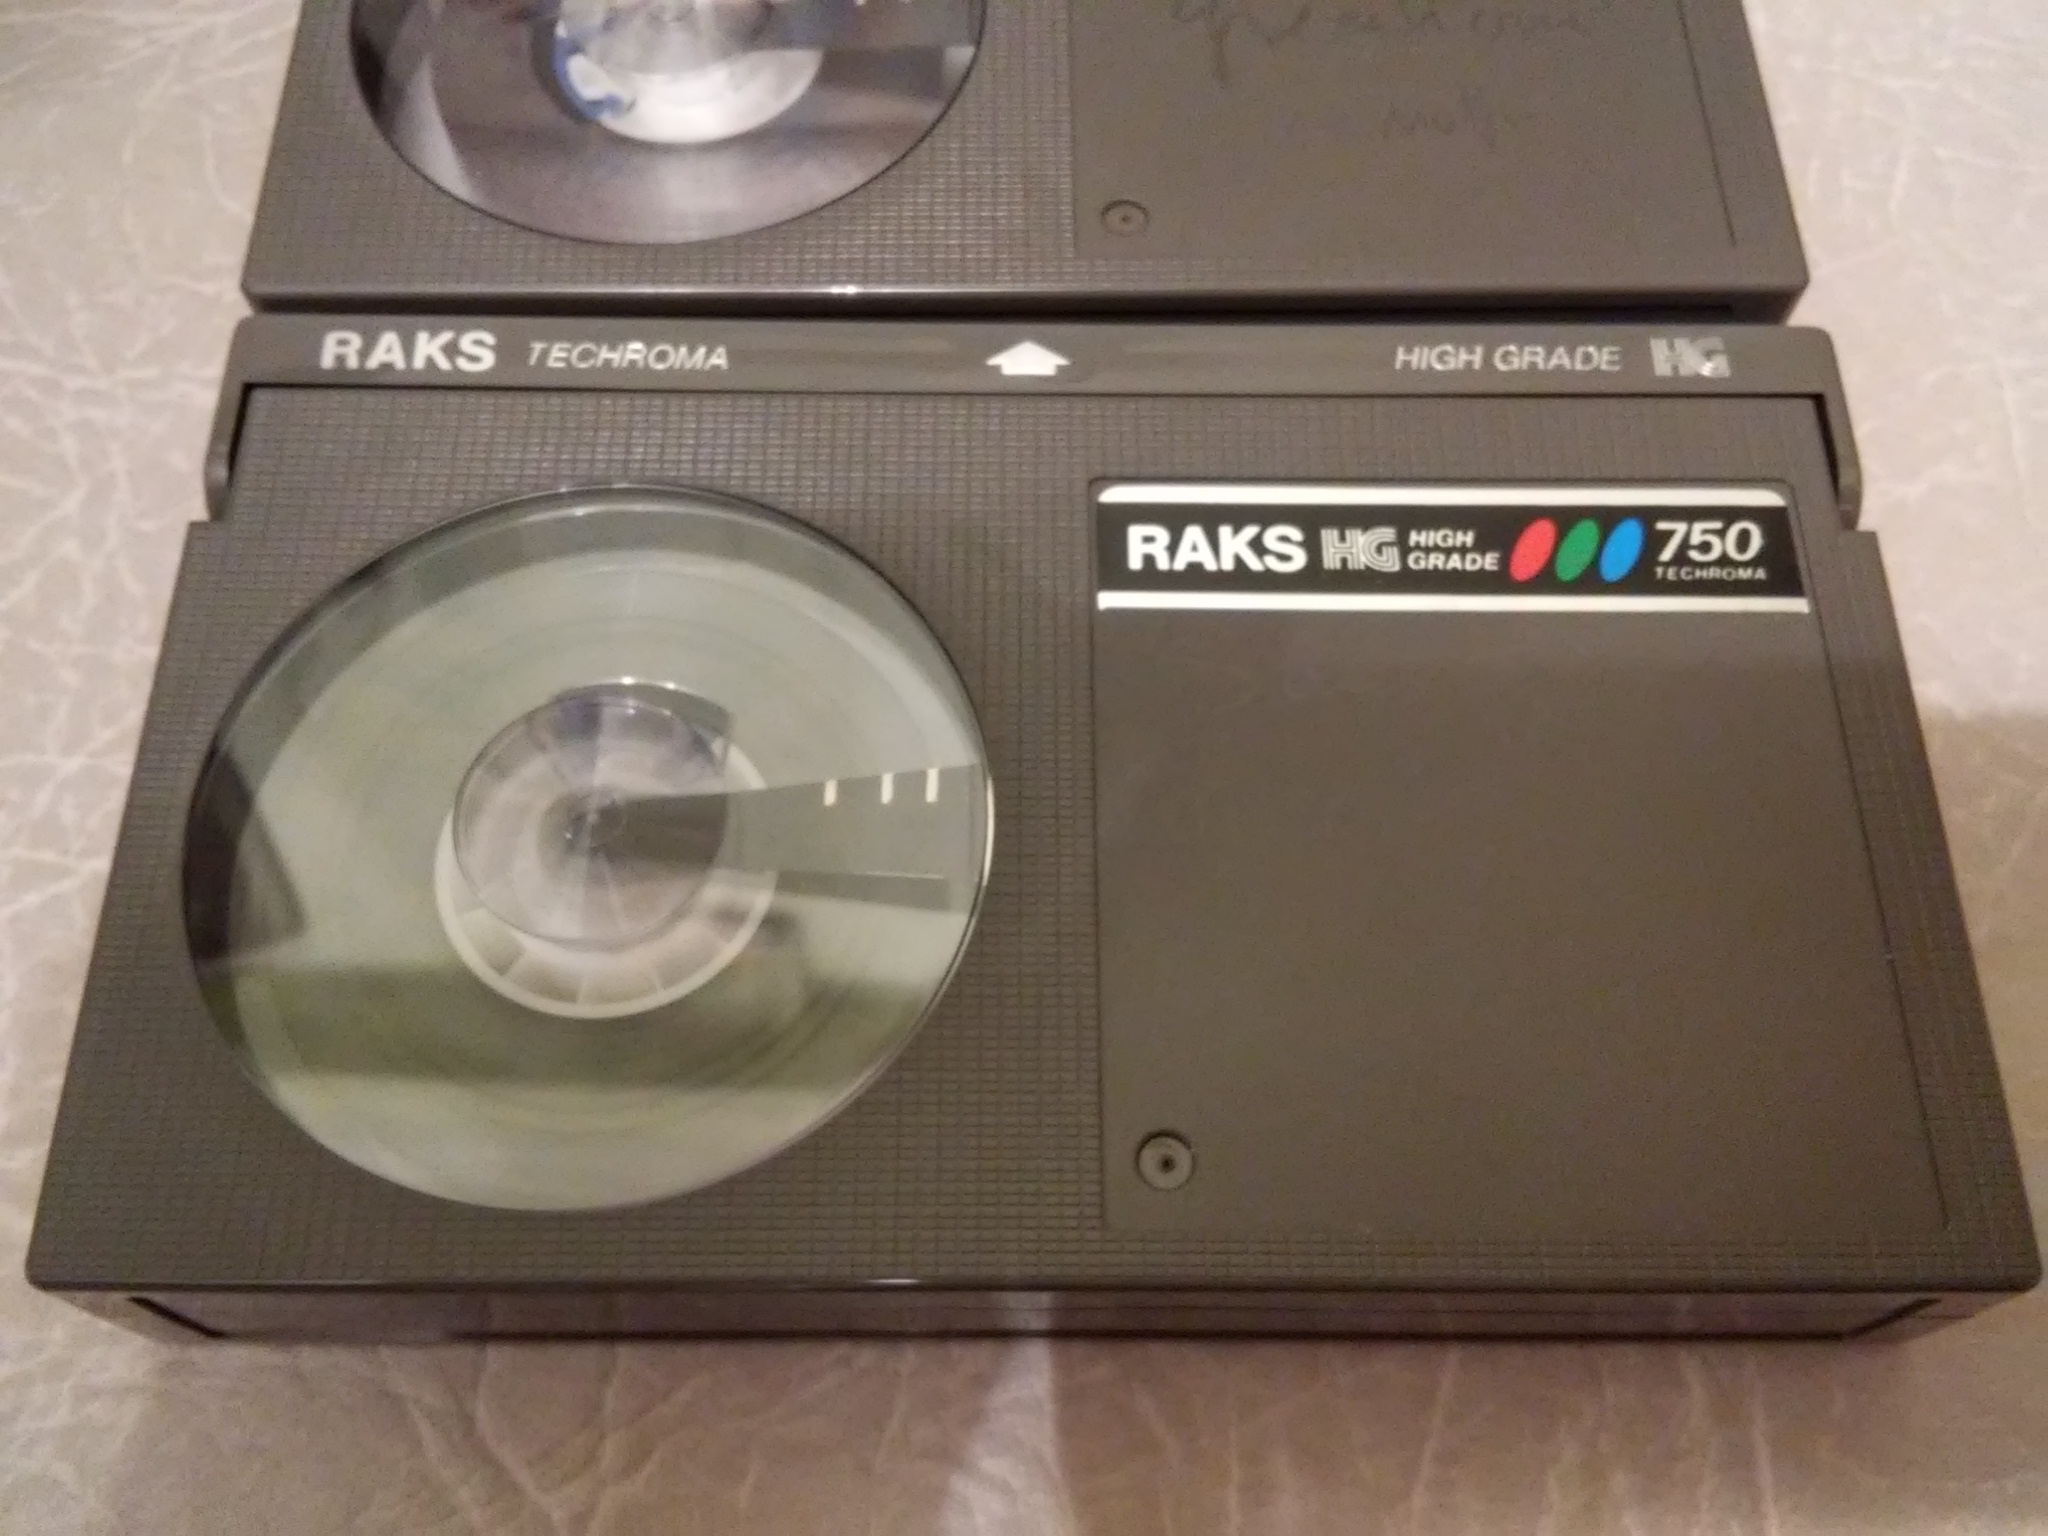 RAKS TECHROMA HIGH GRADE HG
RAKS HG HIGH GRADE 750 TECHROMA